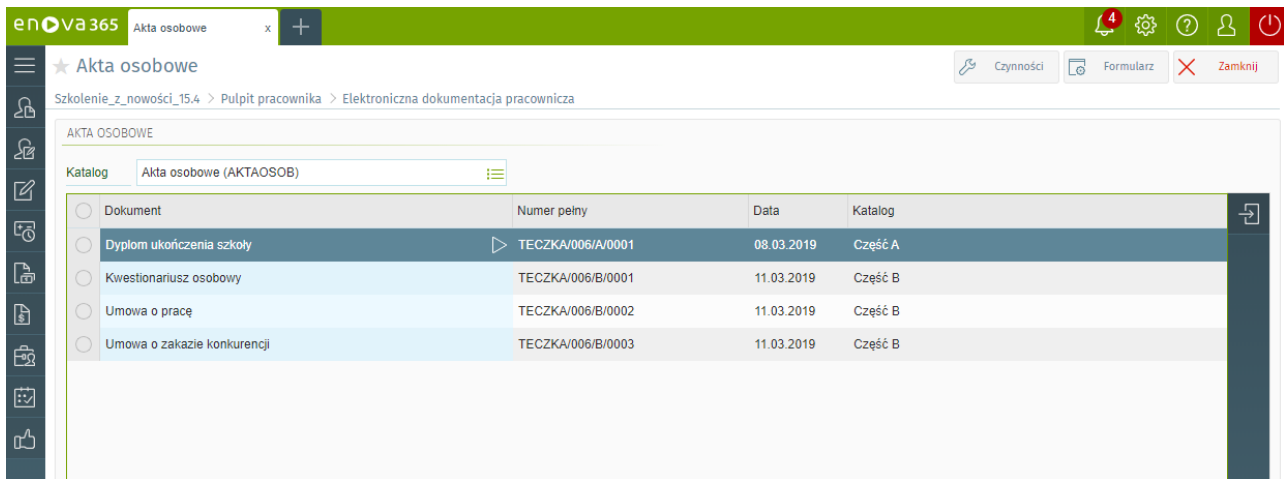 enova365 Akta osobowe x 4
Akta osobowe Czynności Formularz Zamknij
Szkolenie_z_nowości_15.4 > Pulpit pracownika > Elektroniczna dokumentacja pracownicza
AKTA OSOBOWE
Katalog Akta osobowe (AKTAOSOB)
Dokument Numer pełny Data Katalog
Dyplom ukończenia szkoły TECZKA/006/A/0001 08.03.2019 Część A
Kwestionariusz osobowy TECZKA/006/B/0001 11.03.2019 Część B
Umowa o pracę TECZKA/006/B/0002 11.03.2019 Część B
Umowa o zakazie konkurencji TECZKA/006/B/0003 11.03.2019 Część B